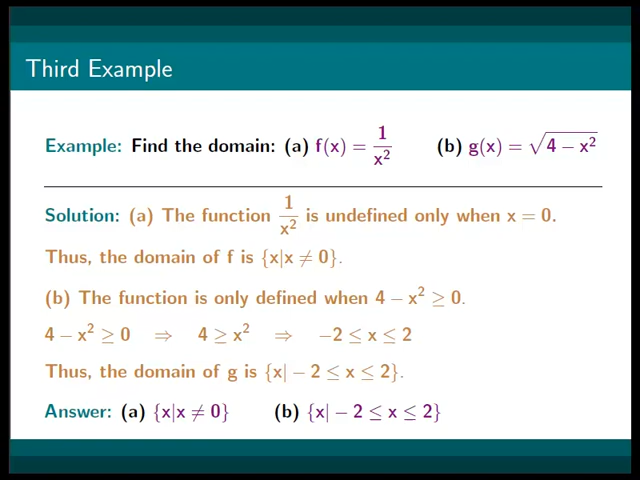 Third Example
Example: Find the domain: (a) f(x) = 1/x² (b) g(x) = √(4 − x²)
Solution: (a) The function 1/x² is undefined only when x = 0.
Thus, the domain of f is {x|x ≠ 0}.
(b) The function is only defined when 4 − x² ≥ 0.
4 − x² ≥ 0 ⇒ 4 ≥ x² ⇒ −2 ≤ x ≤ 2
Thus, the domain of g is {x| − 2 ≤ x ≤ 2}.
Answer: (a) {x|x ≠ 0} (b) {x| − 2 ≤ x ≤ 2}